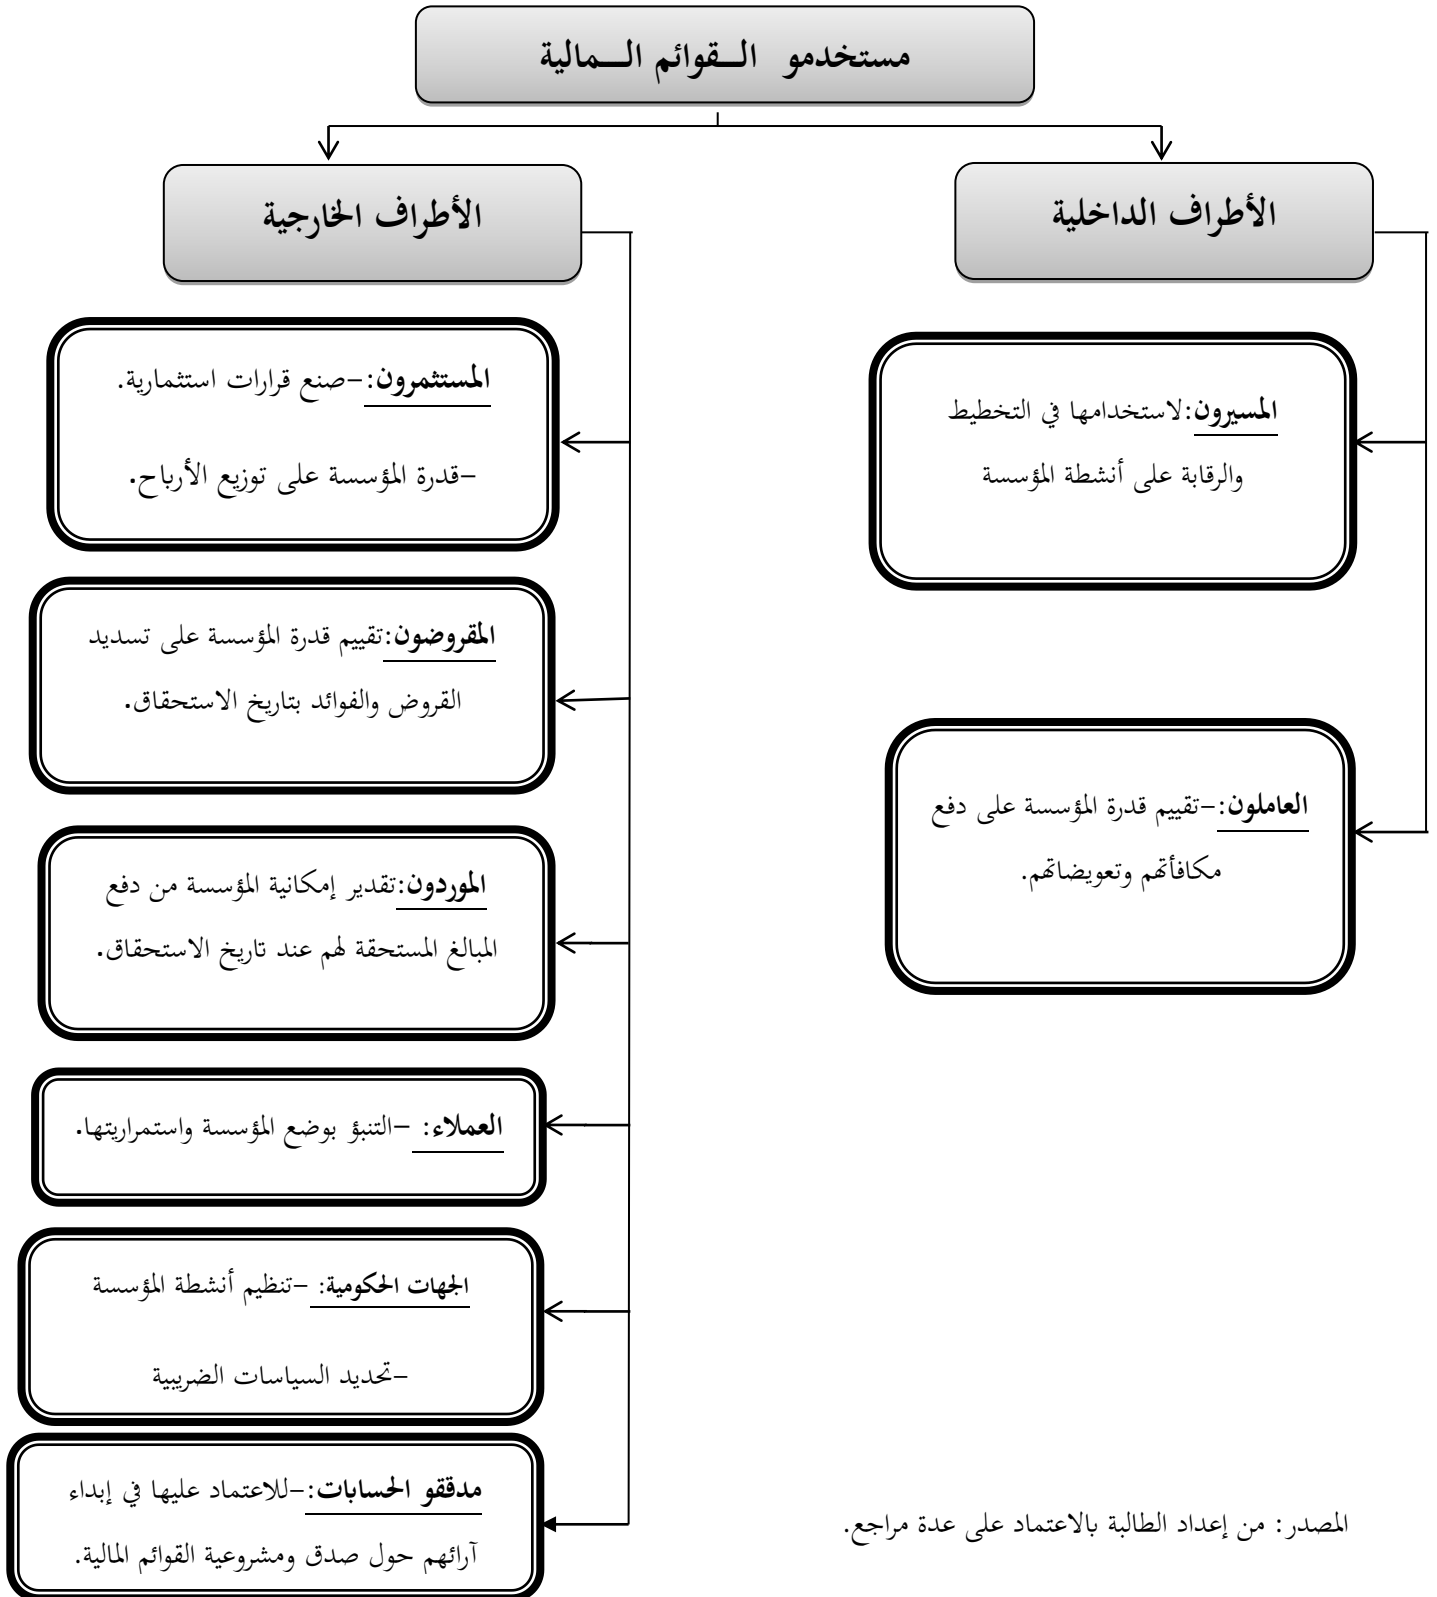 مستخدمو الـــقوائم الـــمالية
الأطراف الداخلية
المسيرون:لاستخدامها في التخطيط
والرقابة على أنشطة المؤسسة
العاملون:-تقييم قدرة المؤسسة على دفع
مكافأتهم وتعويضاتهم.
الأطراف الخارجية
المستثمرون:-صنع قرارات استثمارية.
-قدرة المؤسسة على توزيع الأرباح.
المقروضون:تقييم قدرة المؤسسة على تسديد
القروض والفوائد بتاريخ الاستحقاق.
الموردون:تقدير إمكانية المؤسسة من دفع
المبالغ المستحقة لهم عند تاريخ الاستحقاق.
العملاء: -التنبؤ بوضع المؤسسة واستمراريتها.
الجهات الحكومية: -تنظيم أنشطة المؤسسة
-تحديد السياسات الضريبية
مدققو الحسابات:-للاعتماد عليها في إبداء
آرائهم حول صدق ومشروعية القوائم المالية.
المصدر: من إعداد الطالبة بالاعتماد على عدة مراجع.